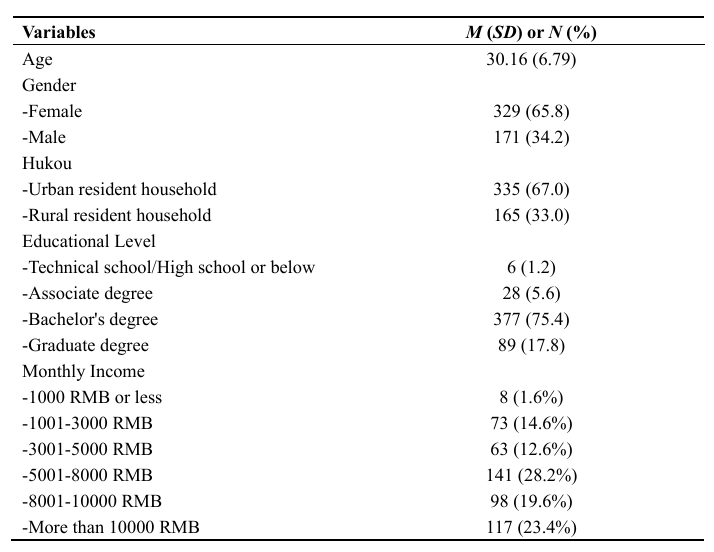 Variables M (SD) or N (%)
Age 30.16 (6.79)
Gender
-Female 329 (65.8)
-Male 171 (34.2)
Hukou
-Urban resident household 335 (67.0)
-Rural resident household 165 (33.0)
Educational Level
-Technical school/High school or below 6 (1.2)
-Associate degree 28 (5.6)
-Bachelor's degree 377 (75.4)
-Graduate degree 89 (17.8)
Monthly Income
-1000 RMB or less 8 (1.6%)
-1001-3000 RMB 73 (14.6%)
-3001-5000 RMB 63 (12.6%)
-5001-8000 RMB 141 (28.2%)
-8001-10000 RMB 98 (19.6%)
-More than 10000 RMB 117 (23.4%)